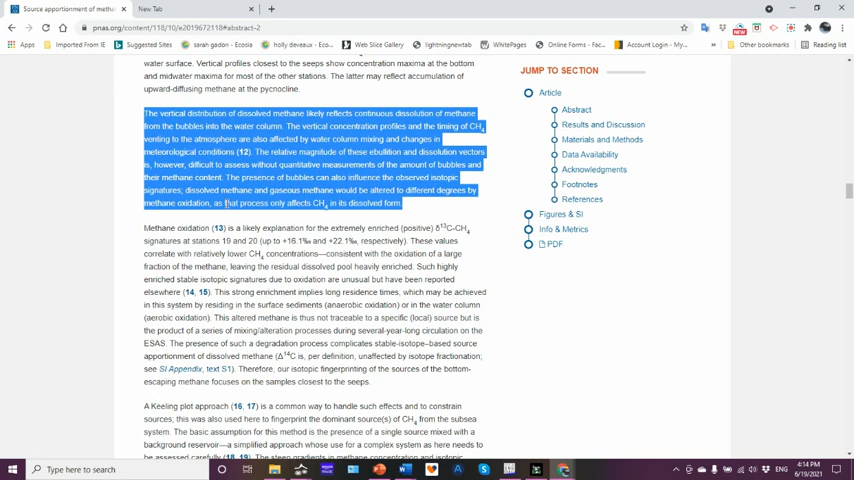 Source apportionment of metha
New Tab
pnas.org/content/118/10/e2019672118#abstract-2
Apps
Imported From IE
Suggested Sites
sarah gadon - Ecosia
holly deveaux - Eco...
Web Slice Gallery
lightningnewtab
WhitePages
Online Forms - Fac...
Account Login - My...
Other bookmarks
Reading list
water surface. Vertical profiles closest to the seeps show concentration maxima at the bottom
and midwater maxima for most of the other stations. The latter may reflect accumulation of
upward-diffusing methane at the pycnocline.
The vertical distribution of dissolved methane likely reflects continuous dissolution of methane
from the bubbles into the water column. The vertical concentration profiles and the timing of CH4
venting to the atmosphere are also affected by water column mixing and changes in
meteorological conditions (12). The relative magnitude of these ebullition and dissolution vectors
is, however, difficult to assess without quantitative measurements of the amount of bubbles and
their methane content. The presence of bubbles can also influence the observed isotopic
signatures; dissolved methane and gaseous methane would be altered to different degrees by
methane oxidation, as that process only affects CH4 in its dissolved form.
Methane oxidation (13) is a likely explanation for the extremely enriched (positive) δ13C-CH4
signatures at stations 19 and 20 (up to +16.1‰ and +22.1‰, respectively). These values
correlate with relatively lower CH4 concentrations—consistent with the oxidation of a large
fraction of the methane, leaving the residual dissolved pool heavily enriched. Such highly
enriched stable isotopic signatures due to oxidation are unusual but have been reported
elsewhere (14, 15). This strong enrichment implies long residence times, which may be achieved
in this system by residing in the surface sediments (anaerobic oxidation) or in the water column
(aerobic oxidation). This altered methane is thus not traceable to a specific (local) source but is
the product of a series of mixing/alteration processes during several-year-long circulation on the
ESAS. The presence of such a degradation process complicates stable-isotope–based source
apportionment of dissolved methane (Δ14C is, per definition, unaffected by isotope fractionation;
see SI Appendix, text S1). Therefore, our isotopic fingerprinting of the sources of the bottom-
escaping methane focuses on the samples closest to the seeps.
A Keeling plot approach (16, 17) is a common way to handle such effects and to constrain
sources; this was also used here to fingerprint the dominant source(s) of CH4 from the subsea
system. The basic assumption for this method is the presence of a single source mixed with a
background reservoir—a simplified approach whose use for a complex system as here needs to
be assessed carefully (18, 19). The steep gradients in methane concentration and isotopic
JUMP TO SECTION
Article
Abstract
Results and Discussion
Materials and Methods
Data Availability
Acknowledgments
Footnotes
References
Figures & SI
Info & Metrics
PDF
Type here to search
ENG
4:14 PM
6/19/2021